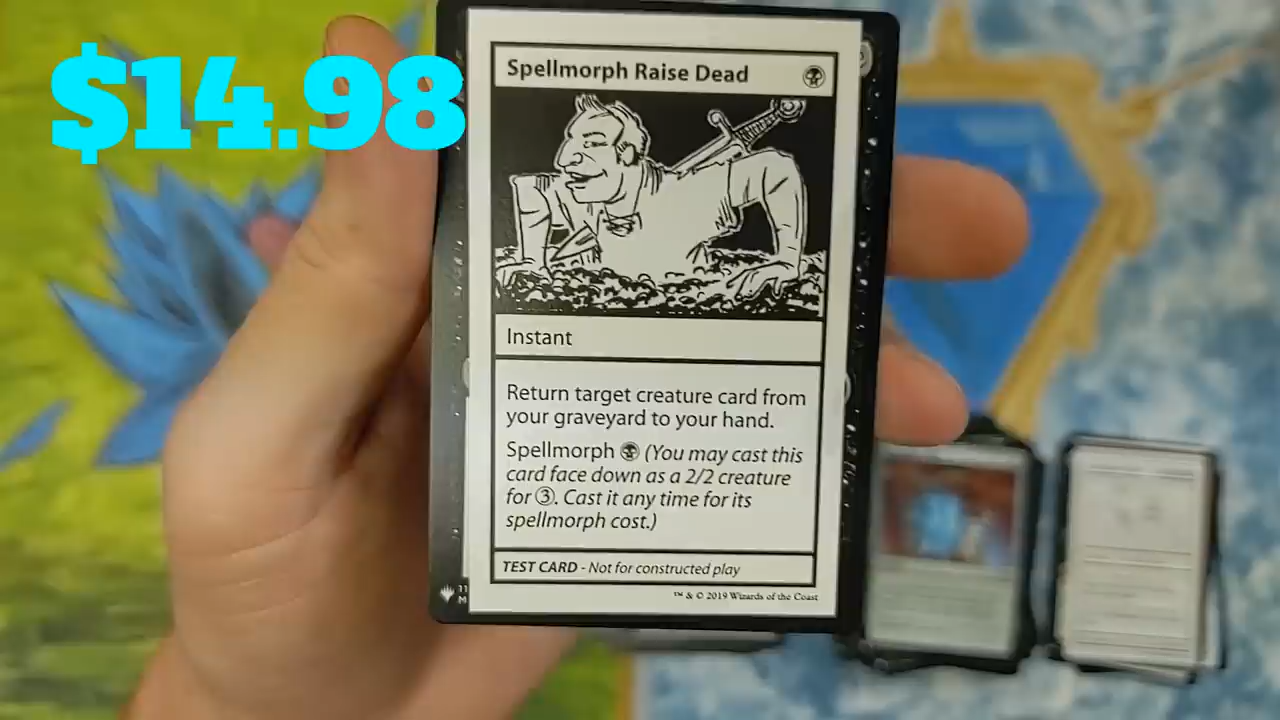 $14.98
Spellmorph Raise Dead
Instant
Return target creature card from
your graveyard to your hand.
Spellmorph (You may cast this
card face down as a 2/2 creature
for ③. Cast it any time for its
spellmorph cost.)
TEST CARD - Not for constructed play
™ & © 2019 Wizards of the Coast
11
M